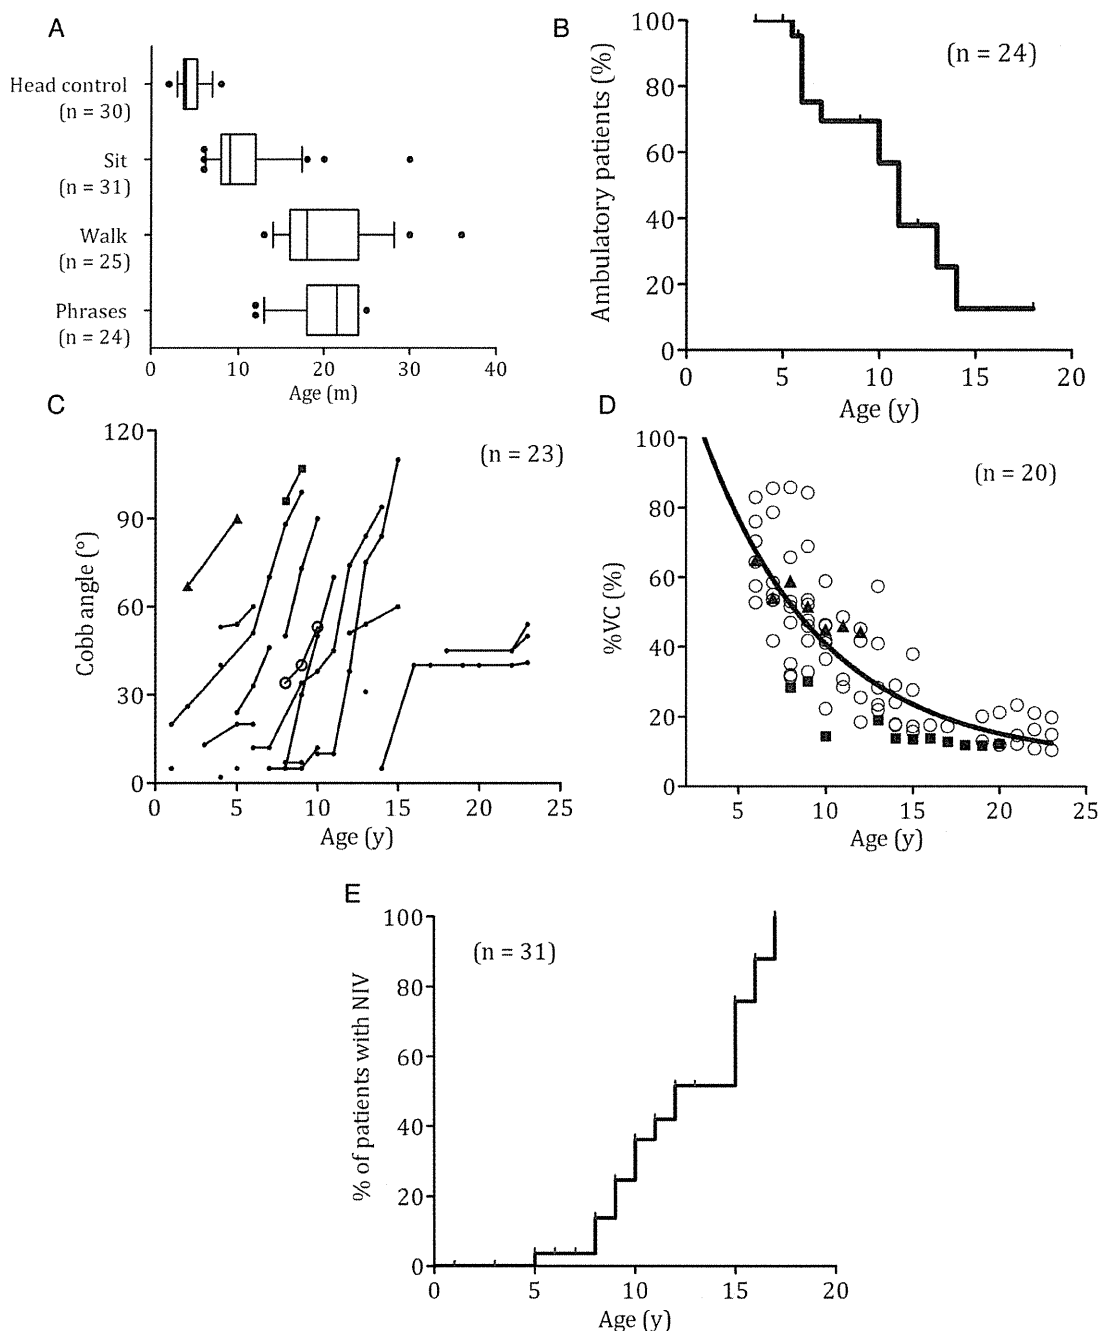 A
Head control
(n = 30)
Sit
(n = 31)
Walk
(n = 25)
Phrases
(n = 24)
0 10 20 30 40
Age (m)
B
(n = 24)
Ambulatory patients (%)
100
80
60
40
20
0
0 5 10 15 20
Age (y)
C
(n = 23)
Cobb angle (°)
120
90
60
30
0
0 5 10 15 20 25
Age (y)
D
(n = 20)
%VC (%)
100
80
60
40
20
0
5 10 15 20 25
Age (y)
E
(n = 31)
% of patients with NIV
100
80
60
40
20
0
0 5 10 15 20
Age (y)